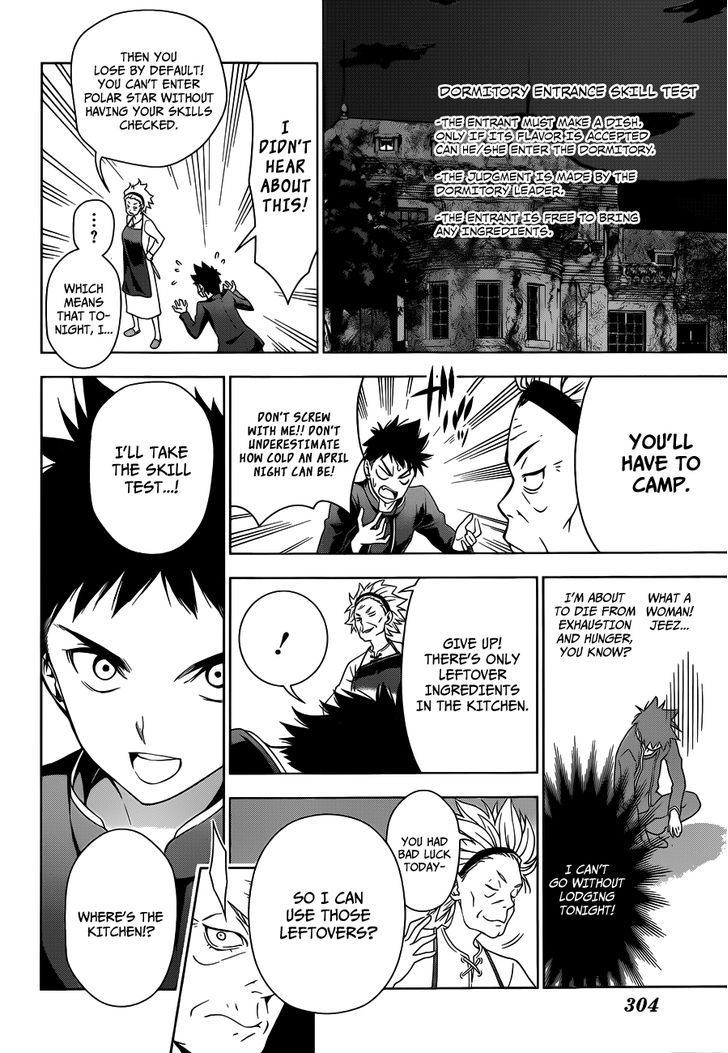 DORMITORY ENTRANCE SKILL TEST
-THE ENTRANT MUST MAKE A DISH.
ONLY IF ITS FLAVOR IS ACCEPTED
CAN HE/SHE ENTER THE DORMITORY.
-THE JUDGMENT IS MADE BY THE
DORMITORY LEADER.
-THE ENTRANT IS FREE TO BRING
ANY INGREDIENTS.
I
DIDN'T
HEAR
ABOUT
THIS!
THEN YOU
LOSE BY DEFAULT!
YOU CAN'T ENTER
POLAR STAR WITHOUT
HAVING YOUR SKILLS
CHECKED.
...?
WHICH
MEANS
THAT TO-
NIGHT, I...
YOU'LL
HAVE TO
CAMP.
DON'T SCREW
WITH ME!! DON'T
UNDERESTIMATE
HOW COLD AN APRIL
NIGHT CAN BE!
WHAT A
WOMAN!
JEEZ...
I'M ABOUT
TO DIE FROM
EXHAUSTION
AND HUNGER,
YOU KNOW?
I CAN'T
GO WITHOUT
LODGING
TONIGHT!
GIVE UP!
THERE'S ONLY
LEFTOVER
INGREDIENTS
IN THE KITCHEN.
!
YOU HAD
BAD LUCK
TODAY~
SO I CAN
USE THOSE
LEFTOVERS?
I'LL TAKE
THE SKILL
TEST...!
WHERE'S THE
KITCHEN!?
304